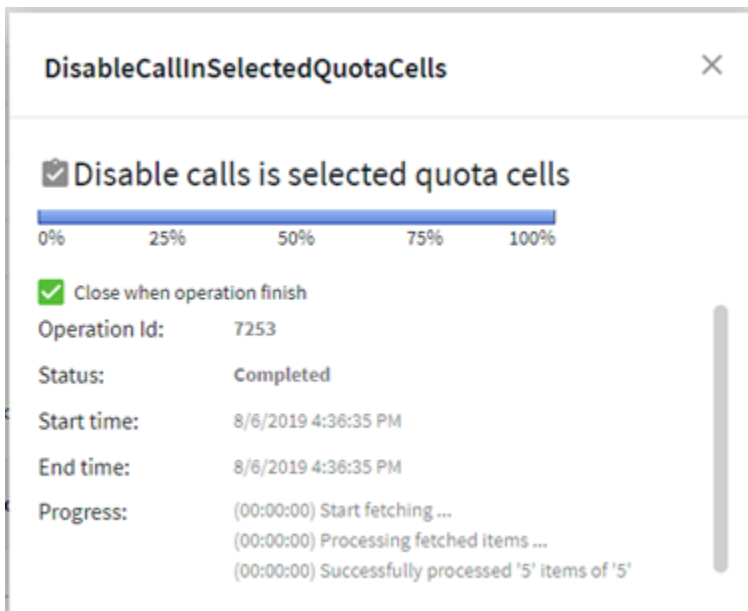 DisableCallInSelectedQuotaCells
Disable calls is selected quota cells
0% 25% 50% 75% 100%
Close when operation finish
Operation Id: 7253
Status: Completed
Start time: 8/6/2019 4:36:35 PM
End time: 8/6/2019 4:36:35 PM
Progress: (00:00:00) Start fetching ...
(00:00:00) Processing fetched items ...
(00:00:00) Successfully processed '5' items of '5'